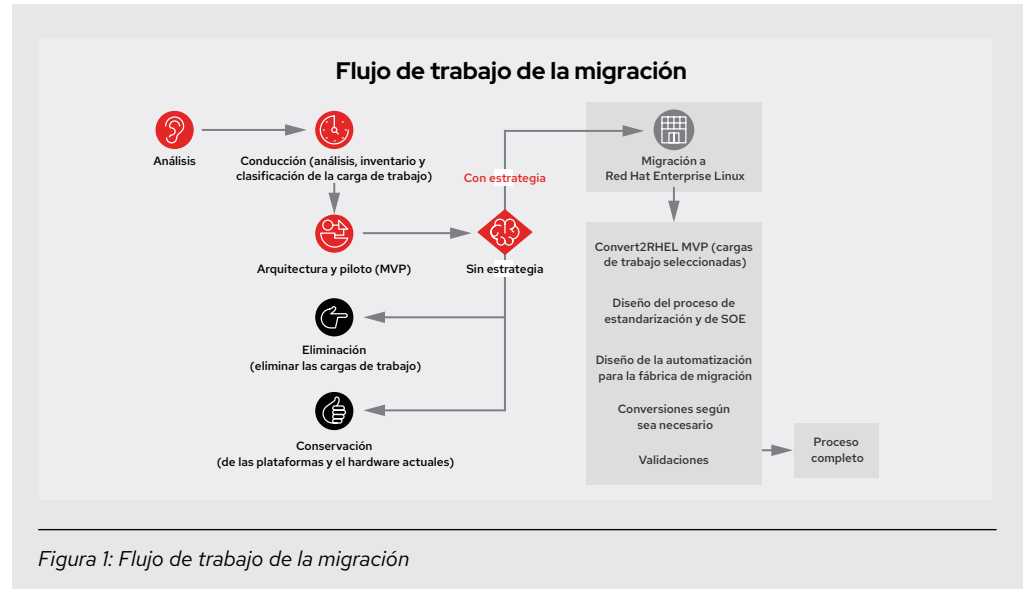 Flujo de trabajo de la migración
Análisis
Conducción (análisis, inventario y
clasificación de la carga de trabajo)
Arquitectura y piloto (MVP)
Con estrategia
Sin estrategia
Eliminación
(eliminar las cargas de trabajo)
Conservación
(de las plataformas y el hardware actuales)
Migración a
Red Hat Enterprise Linux
Convert2RHEL MVP (cargas
de trabajo seleccionadas)
Diseño del proceso de
estandarización y de SOE
Diseño de la automatización
para la fábrica de migración
Conversiones según
sea necesario
Validaciones
Proceso
completo
Figura 1: Flujo de trabajo de la migración